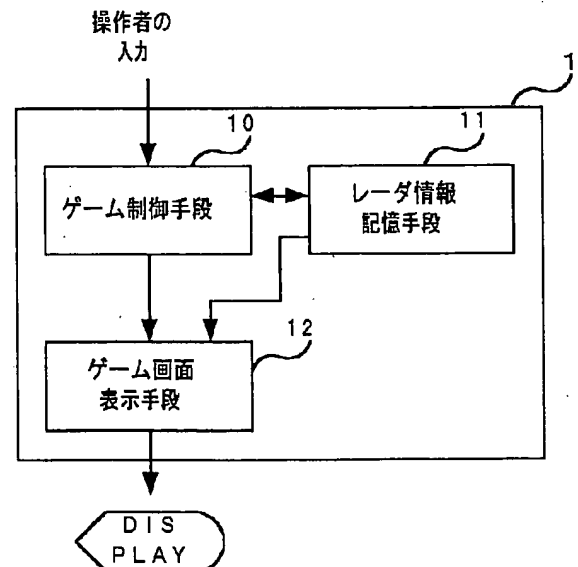 操作者の
入力
1
10
11
ゲーム制御手段
レーダ情報
記憶手段
12
ゲーム画面
表示手段
DIS
PLAY